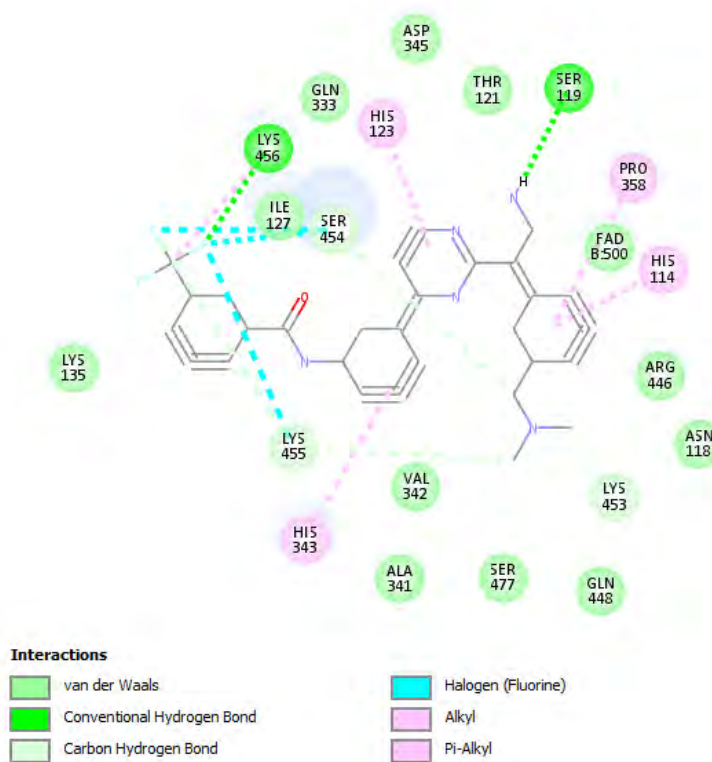 ASP
345
GLN
333
THR
121
SER
119
HIS
123
LYS
456
PRO
358
ILE
127
SER
454
FAD
B:500
HIS
114
H
N
N
N
O
N
LYS
135
ARG
446
ASN
118
N
LYS
455
VAL
342
LYS
453
HIS
343
ALA
341
SER
477
GLN
448
Interactions
van der Waals
Halogen (Fluorine)
Conventional Hydrogen Bond
Alkyl
Carbon Hydrogen Bond
Pi-Alkyl